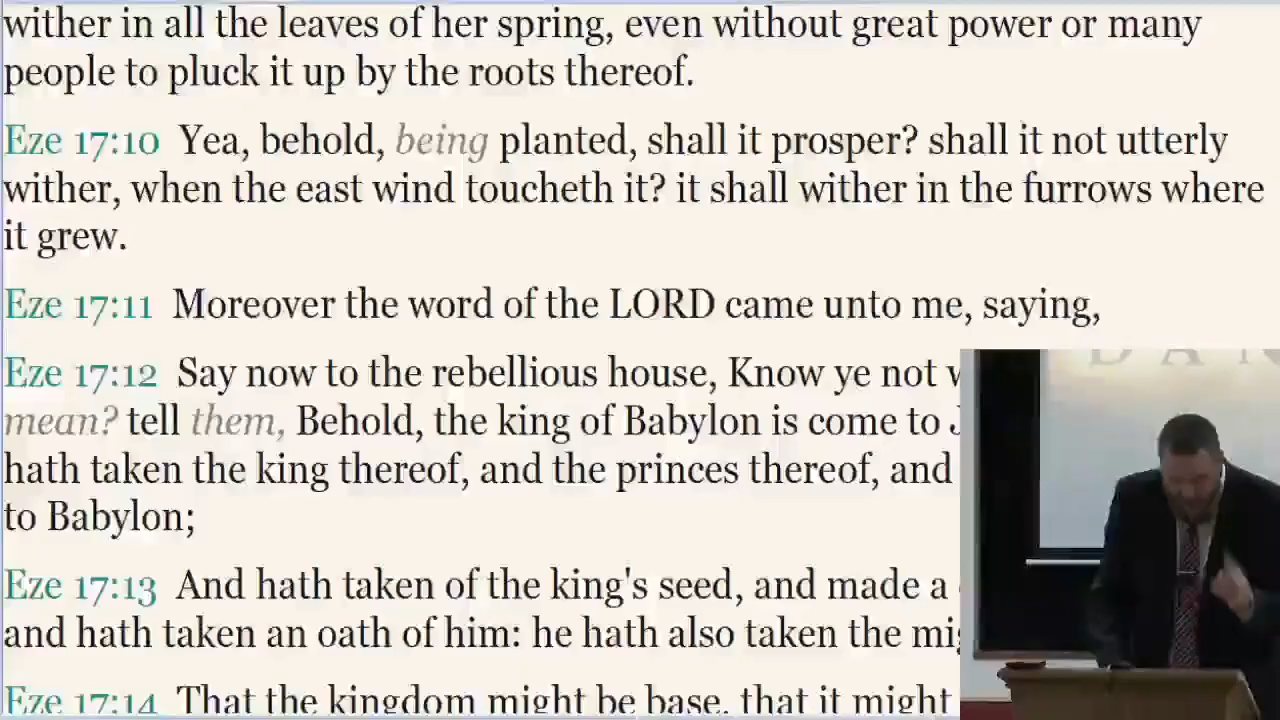 wither in all the leaves of her spring, even without great power or many
people to pluck it up by the roots thereof.
Eze 17:10 Yea, behold, being planted, shall it prosper? shall it not utterly
wither, when the east wind toucheth it? it shall wither in the furrows where
it grew.
Eze 17:11 Moreover the word of the LORD came unto me, saying,
Eze 17:12 Say now to the rebellious house, Know ye not
mean? tell them, Behold, the king of Babylon is come to
hath taken the king thereof, and the princes thereof, and
to Babylon;
Eze 17:13 And hath taken of the king's seed, and made a
and hath taken an oath of him: he hath also taken the
Eze 17:14 That the kingdom might be base, that it might
D A N